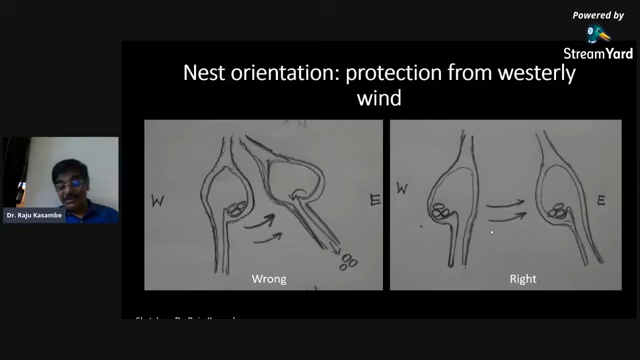 Powered by
StreamYard
Nest orientation: protection from westerly
wind
W
E
Wrong
W
E
Right
Dr. Raju Kasambe